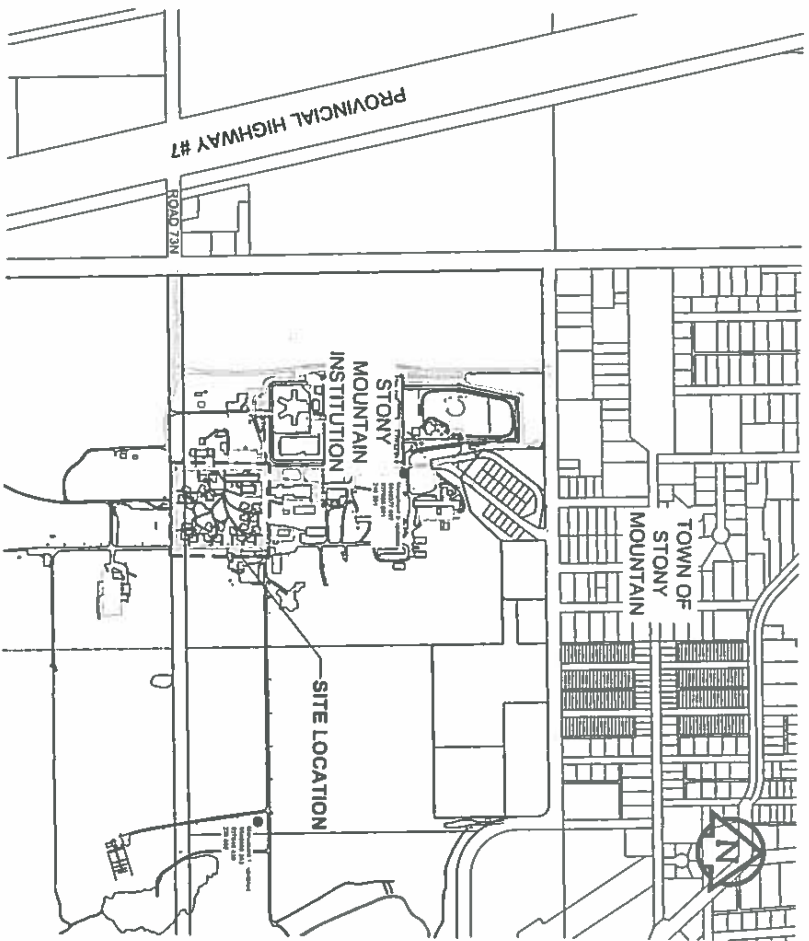 TOWN OF
STONY
MOUNTAIN
N
STONY
MOUNTAIN
INSTITUTION
SITE LOCATION
ROAD 73N
PROVINCIAL HIGHWAY #7